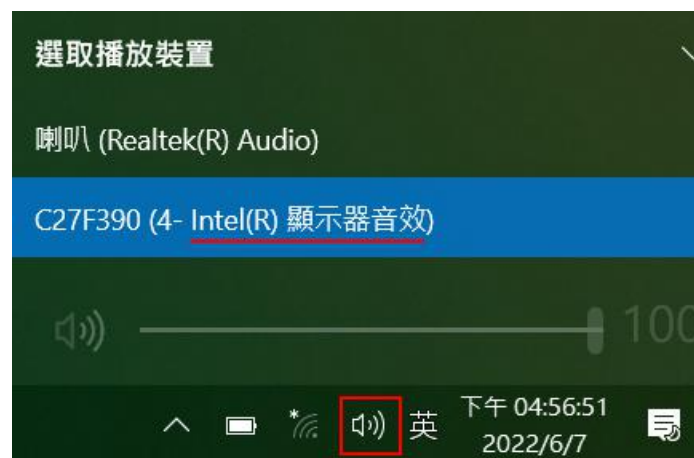 選取播放裝置
喇叭 (Realtek(R) Audio)
C27F390 (4- Intel(R) 顯示器音效)
100
英
下午 04:56:51
2022/6/7